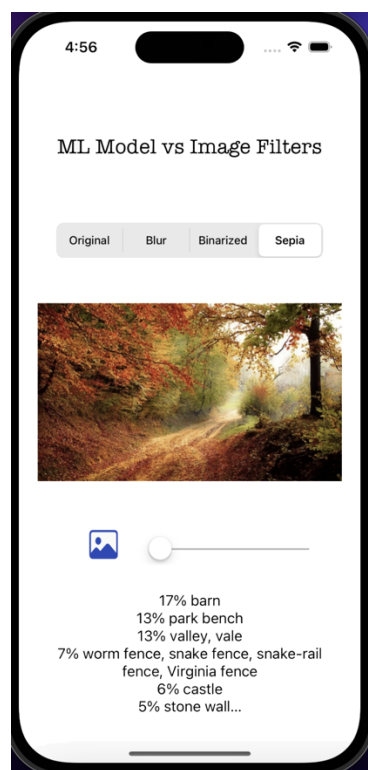 4:56
ML Model vs Image Filters
Original Blur Binarized Sepia
17% barn
13% park bench
13% valley, vale
7% worm fence, snake fence, snake-rail
fence, Virginia fence
6% castle
5% stone wall...